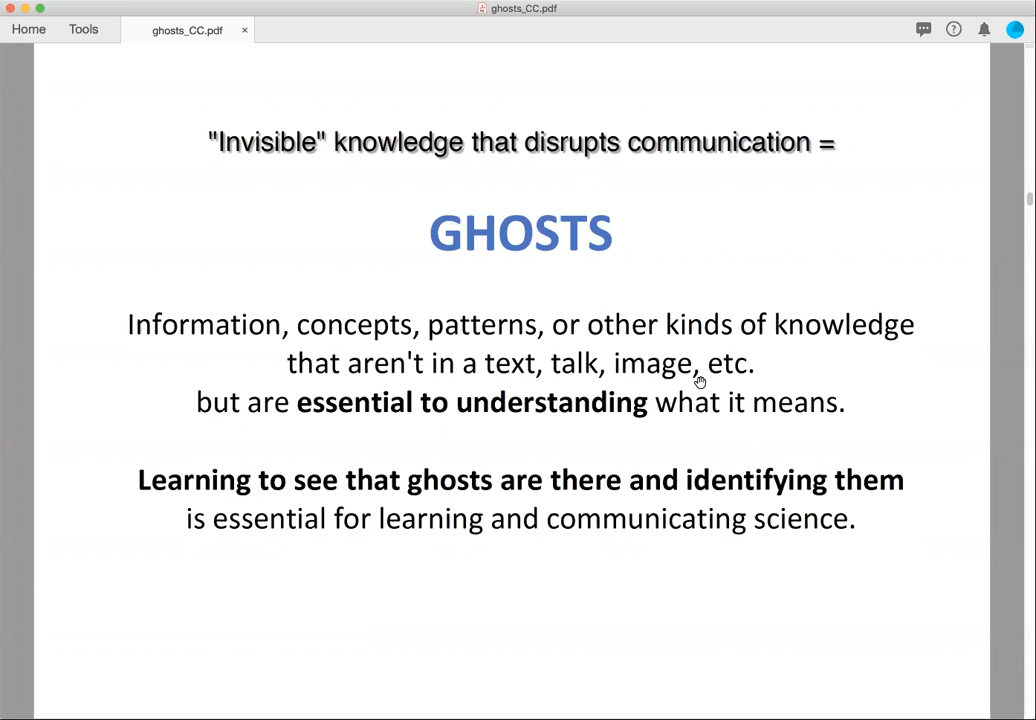 ghosts_CC.pdf
Home Tools ghosts_CC.pdf ×
"Invisible" knowledge that disrupts communication =
GHOSTS
Information, concepts, patterns, or other kinds of knowledge
that aren't in a text, talk, image, etc.
but are essential to understanding what it means.
Learning to see that ghosts are there and identifying them
is essential for learning and communicating science.